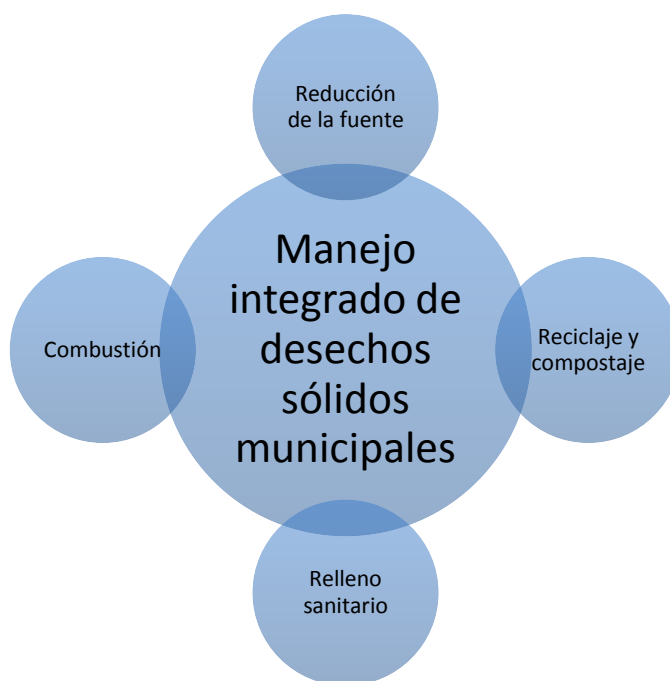 Reducción
de la fuente
Manejo
integrado de
desechos
sólidos
municipales
Combustión
Reciclaje y
compostaje
Relleno
sanitario